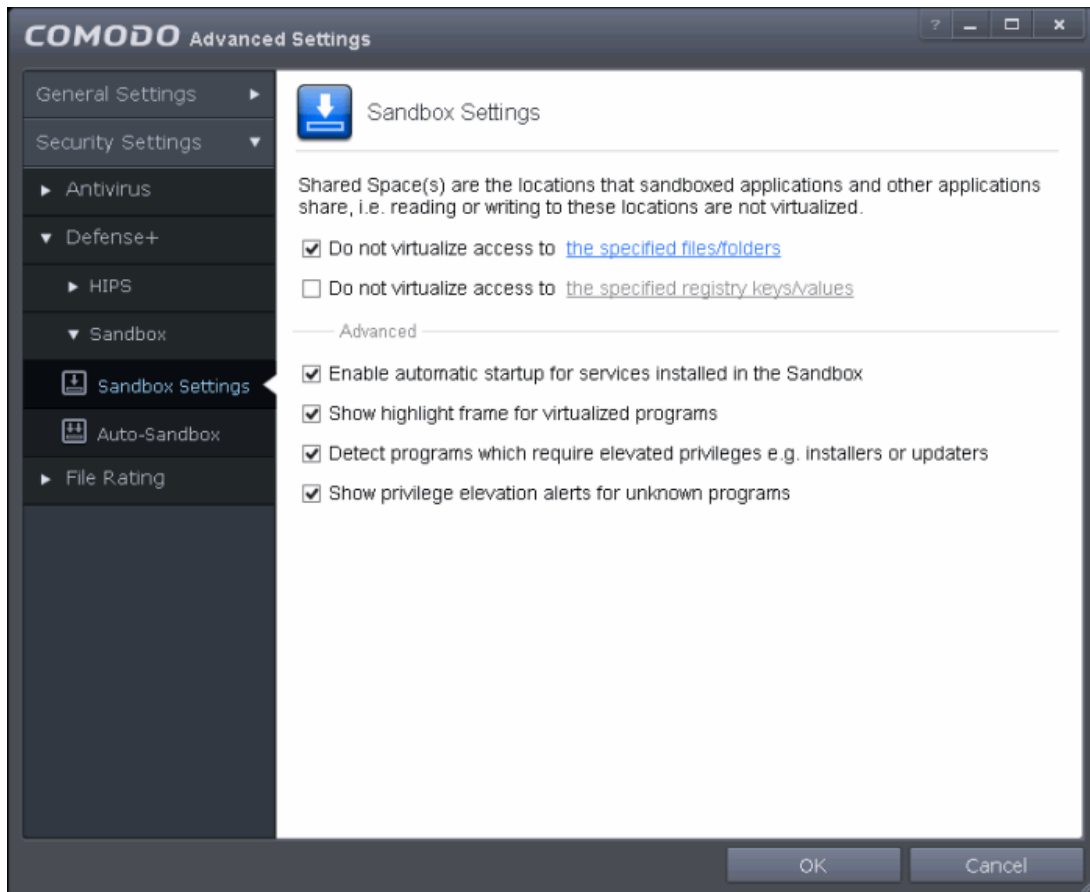 COMODO Advanced Settings
?
General Settings
Security Settings
Antivirus
Defense+
HIPS
Sandbox
Sandbox Settings
Auto-Sandbox
File Rating
Sandbox Settings
Shared Space(s) are the locations that sandboxed applications and other applications
share, i.e. reading or writing to these locations are not virtualized.
Do not virtualize access to the specified files/folders
Do not virtualize access to the specified registry keys/values
Advanced
Enable automatic startup for services installed in the Sandbox
Show highlight frame for virtualized programs
Detect programs which require elevated privileges e.g. installers or updaters
Show privilege elevation alerts for unknown programs
OK
Cancel